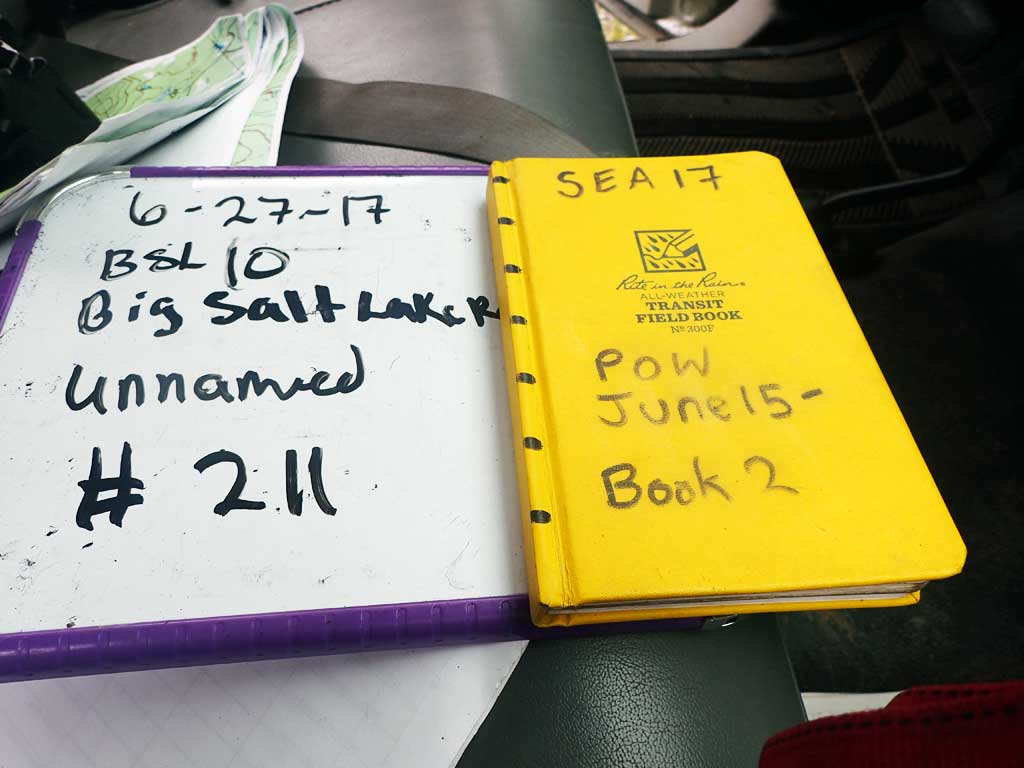 6-27-17
BSL 10
Big Salt Lake R
Unnamed
# 211
SEA 17
Rite in the Rain
ALL-WEATHER
TRANSIT
FIELD BOOK
Nº 300F
POW
June 15-
Book 2